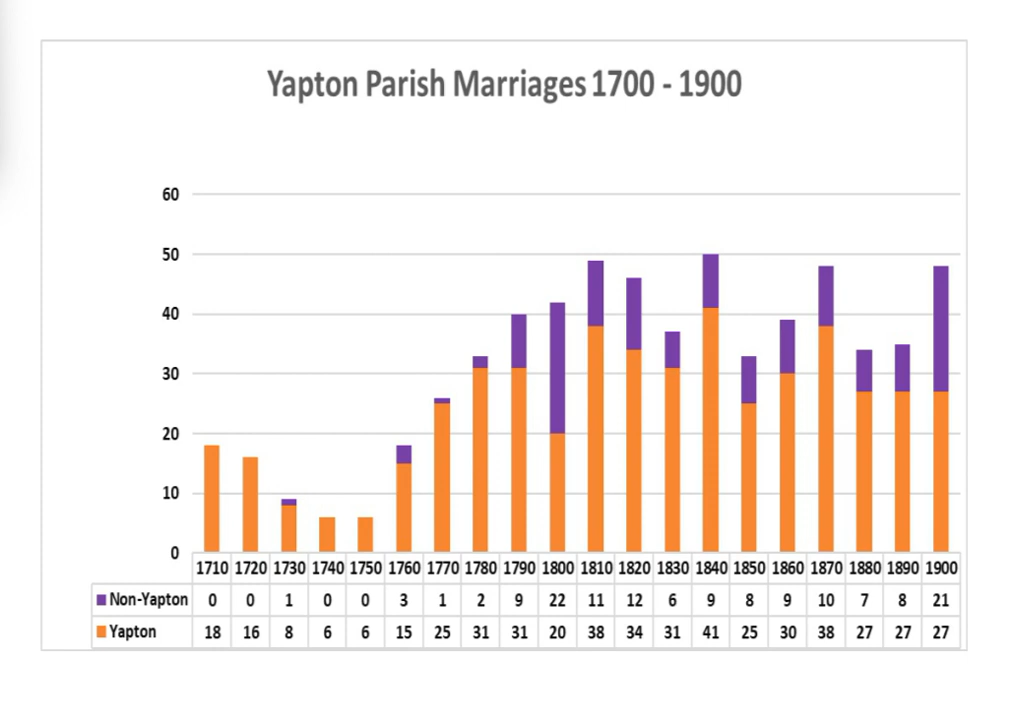 Yapton Parish Marriages 1700 - 1900
60
50
40
30
20
10
0
1710 1720 1730 1740 1750 1760 1770 1780 1790 1800 1810 1820 1830 1840 1850 1860 1870 1880 1890 1900
Non-Yapton 0 0 1 0 0 3 1 2 9 22 11 12 6 9 8 9 10 7 8 21
Yapton 18 16 8 6 6 15 25 31 31 20 38 34 31 41 25 30 38 27 27 27